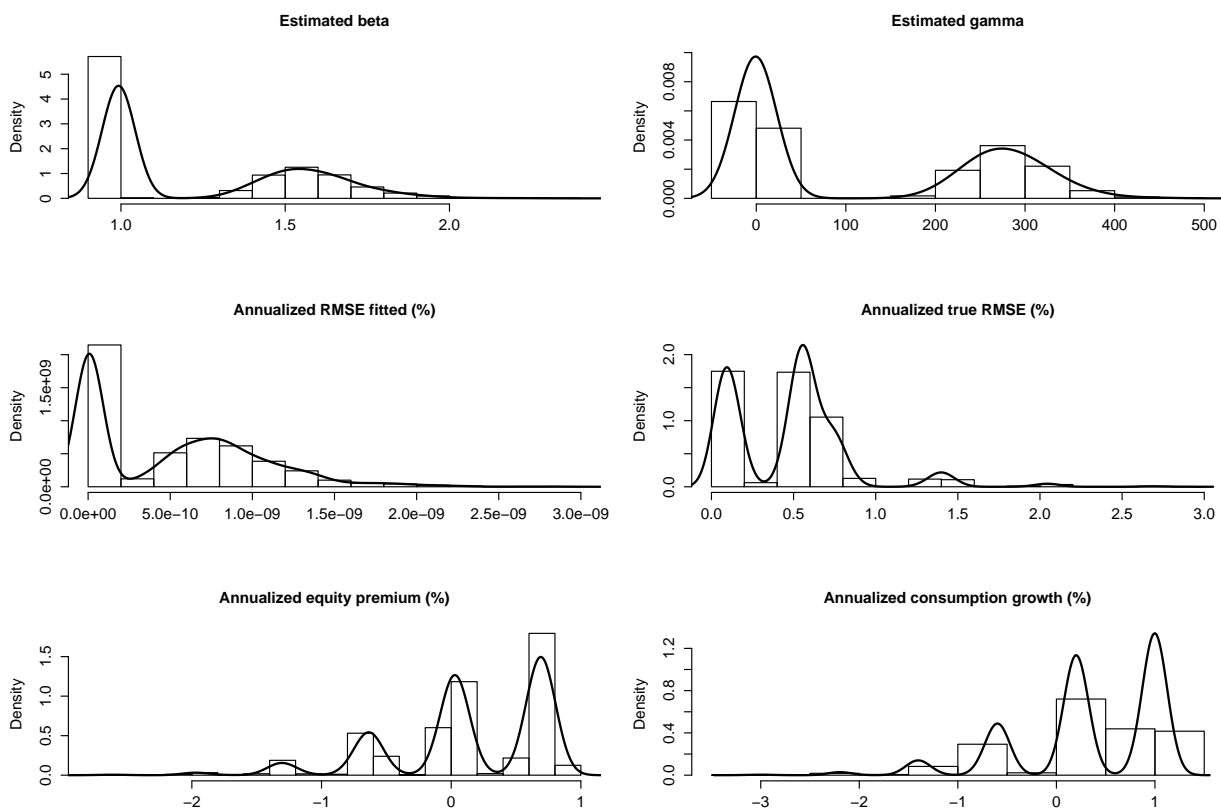 Estimated beta
Density
0 1 2 3 4 5
1.0 1.5 2.0
Estimated gamma
Density
0.000 0.004 0.008
0 100 200 300 400 500
Annualized RMSE fitted (%)
Density
0.0e+00 1.5e+09
0.0e+00 5.0e−10 1.0e−09 1.5e−09 2.0e−09 2.5e−09 3.0e−09
Annualized true RMSE (%)
Density
0.0 1.0 2.0
0.0 0.5 1.0 1.5 2.0 2.5 3.0
Annualized equity premium (%)
Density
0.0 0.5 1.0 1.5
−2 −1 0 1
Annualized consumption growth (%)
Density
0.0 0.4 0.8 1.2
−3 −2 −1 0 1